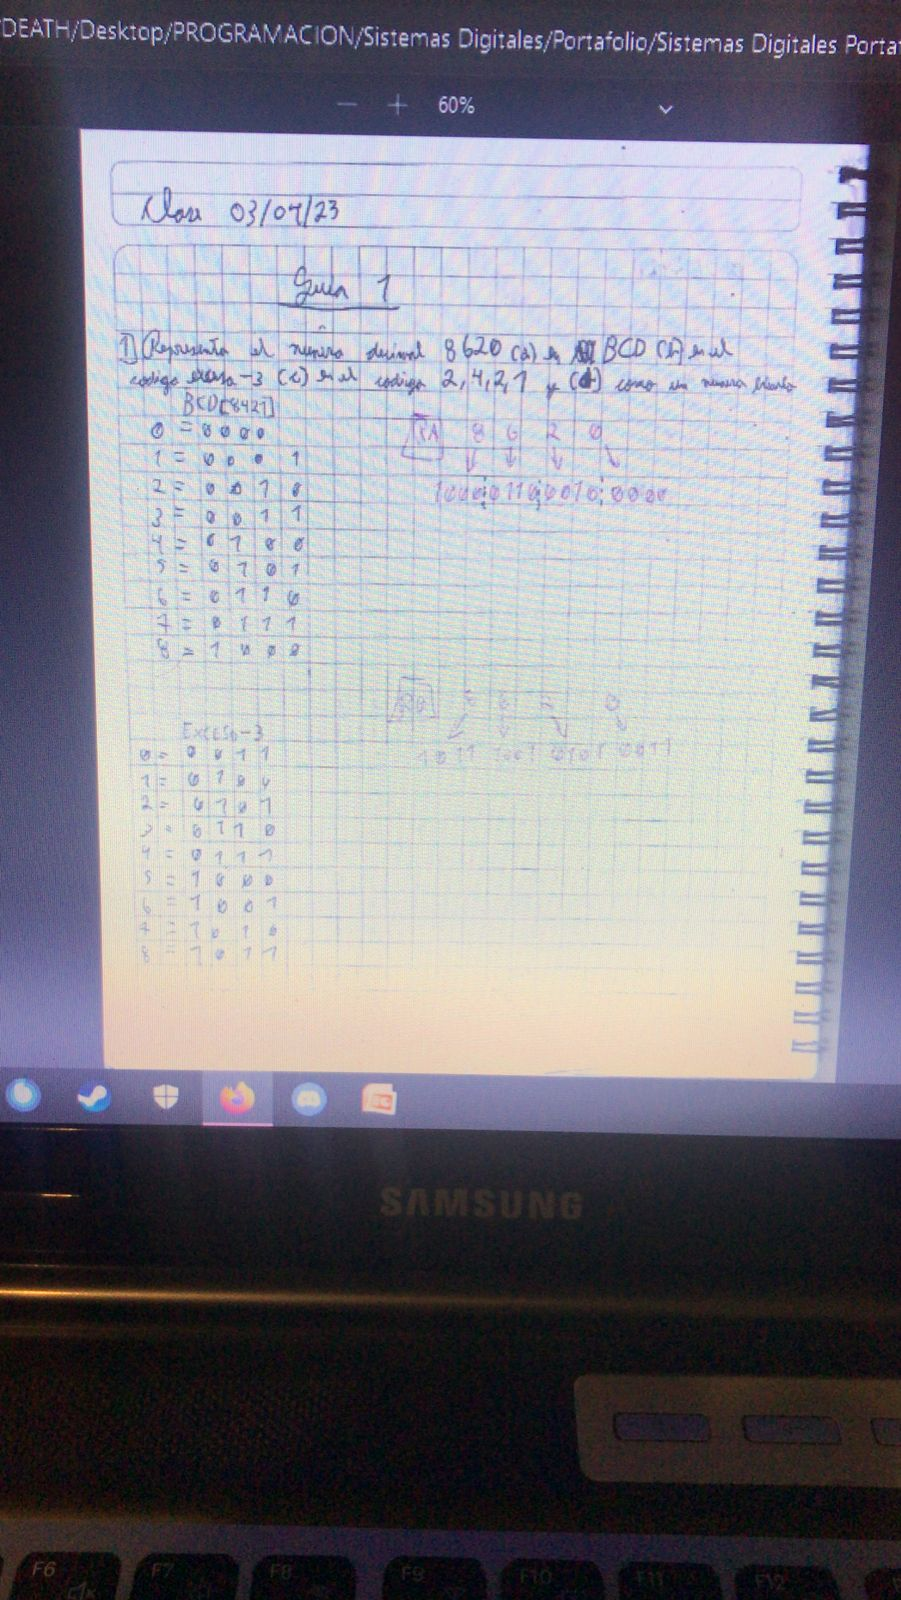 DEATH/Desktop/PROGRAMACION/Sistemas Digitales/Portafolio/Sistemas Digitales Porta
60%
Clase 03/04/23
Guia 1
1) Representa el número decimal 8620 (a) en BCD (b) en el
código exceso-3 (c) en el código 2,4,2,1 y (d) como un número binario
BCD[8421]
0 = 0000
RA 8 6 2 0
1 = 0001
2 = 0010
1000;0110;0010;0000
3 = 0011
4 = 0100
5 = 0101
6 = 0110
7 = 0111
8 = 1000
8 6 2 0
Exceso-3
1011 1001 0101 0011
0 = 0011
1 = 0100
2 = 0101
3 = 0110
4 = 0111
5 = 1000
6 = 1001
7 = 1010
8 = 1011
SAMSUNG
F6 F7 F8 F9 F10 F11 F12